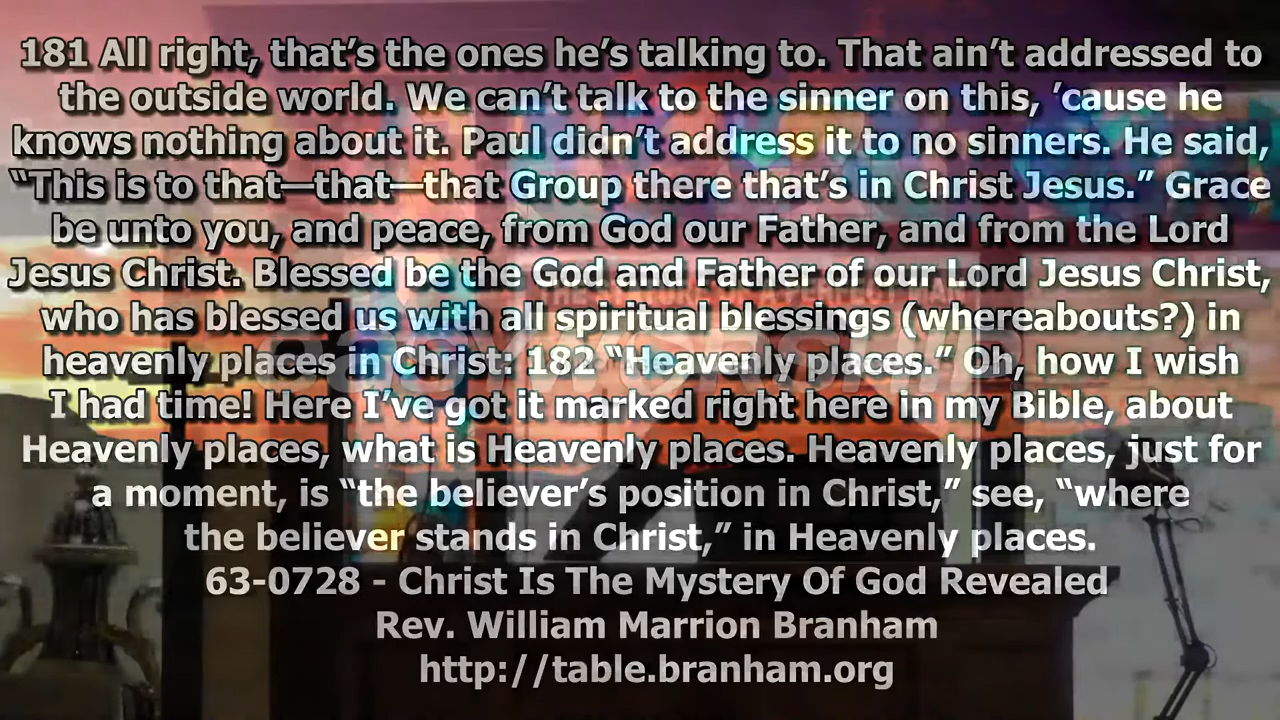 181 All right, that’s the ones he’s talking to. That ain’t addressed to
the outside world. We can’t talk to the sinner on this, ’cause he
knows nothing about it. Paul didn’t address it to no sinners. He said,
“This is to that—that—that Group there that’s in Christ Jesus.” Grace
be unto you, and peace, from God our Father, and from the Lord
Jesus Christ. Blessed be the God and Father of our Lord Jesus Christ,
who has blessed us with all spiritual blessings (whereabouts?) in
heavenly places in Christ: 182 “Heavenly places.” Oh, how I wish
I had time! Here I’ve got it marked right here in my Bible, about
Heavenly places, what is Heavenly places. Heavenly places, just for
a moment, is “the believer’s position in Christ,” see, “where
the believer stands in Christ,” in Heavenly places.
63-0728 - Christ Is The Mystery Of God Revealed
Rev. William Marrion Branham
http://table.branham.org
easyworship